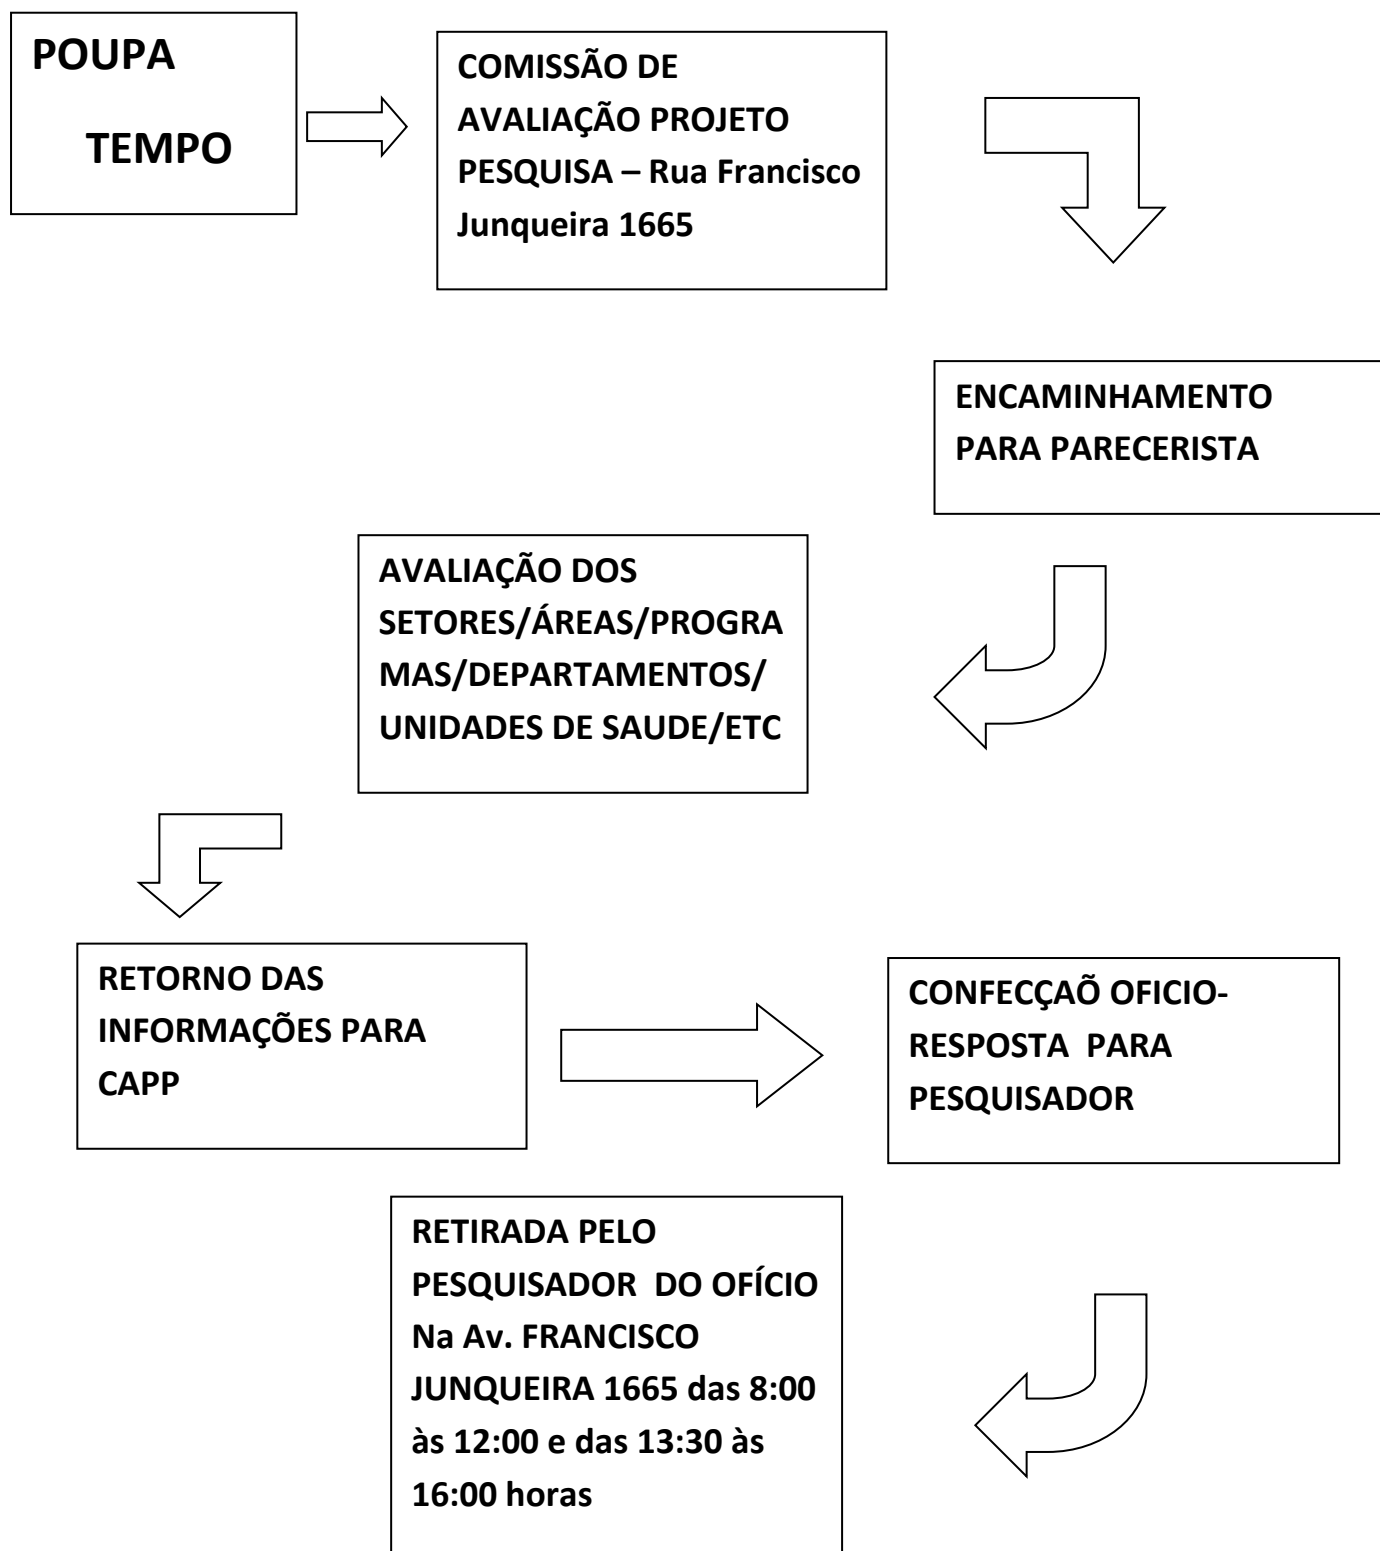 POUPA
TEMPO
COMISSÃO DE
AVALIAÇÃO PROJETO
PESQUISA – Rua Francisco
Junqueira 1665
ENCAMINHAMENTO
PARA PARECERISTA
AVALIAÇÃO DOS
SETORES/ÁREAS/PROGRA
MAS/DEPARTAMENTOS/
UNIDADES DE SAUDE/ETC
RETORNO DAS
INFORMAÇÕES PARA
CAPP
CONFECÇAÕ OFICIO-
RESPOSTA  PARA
PESQUISADOR
RETIRADA PELO
PESQUISADOR  DO OFÍCIO
Na Av. FRANCISCO
JUNQUEIRA 1665 das 8:00
às 12:00 e das 13:30 às
16:00 horas